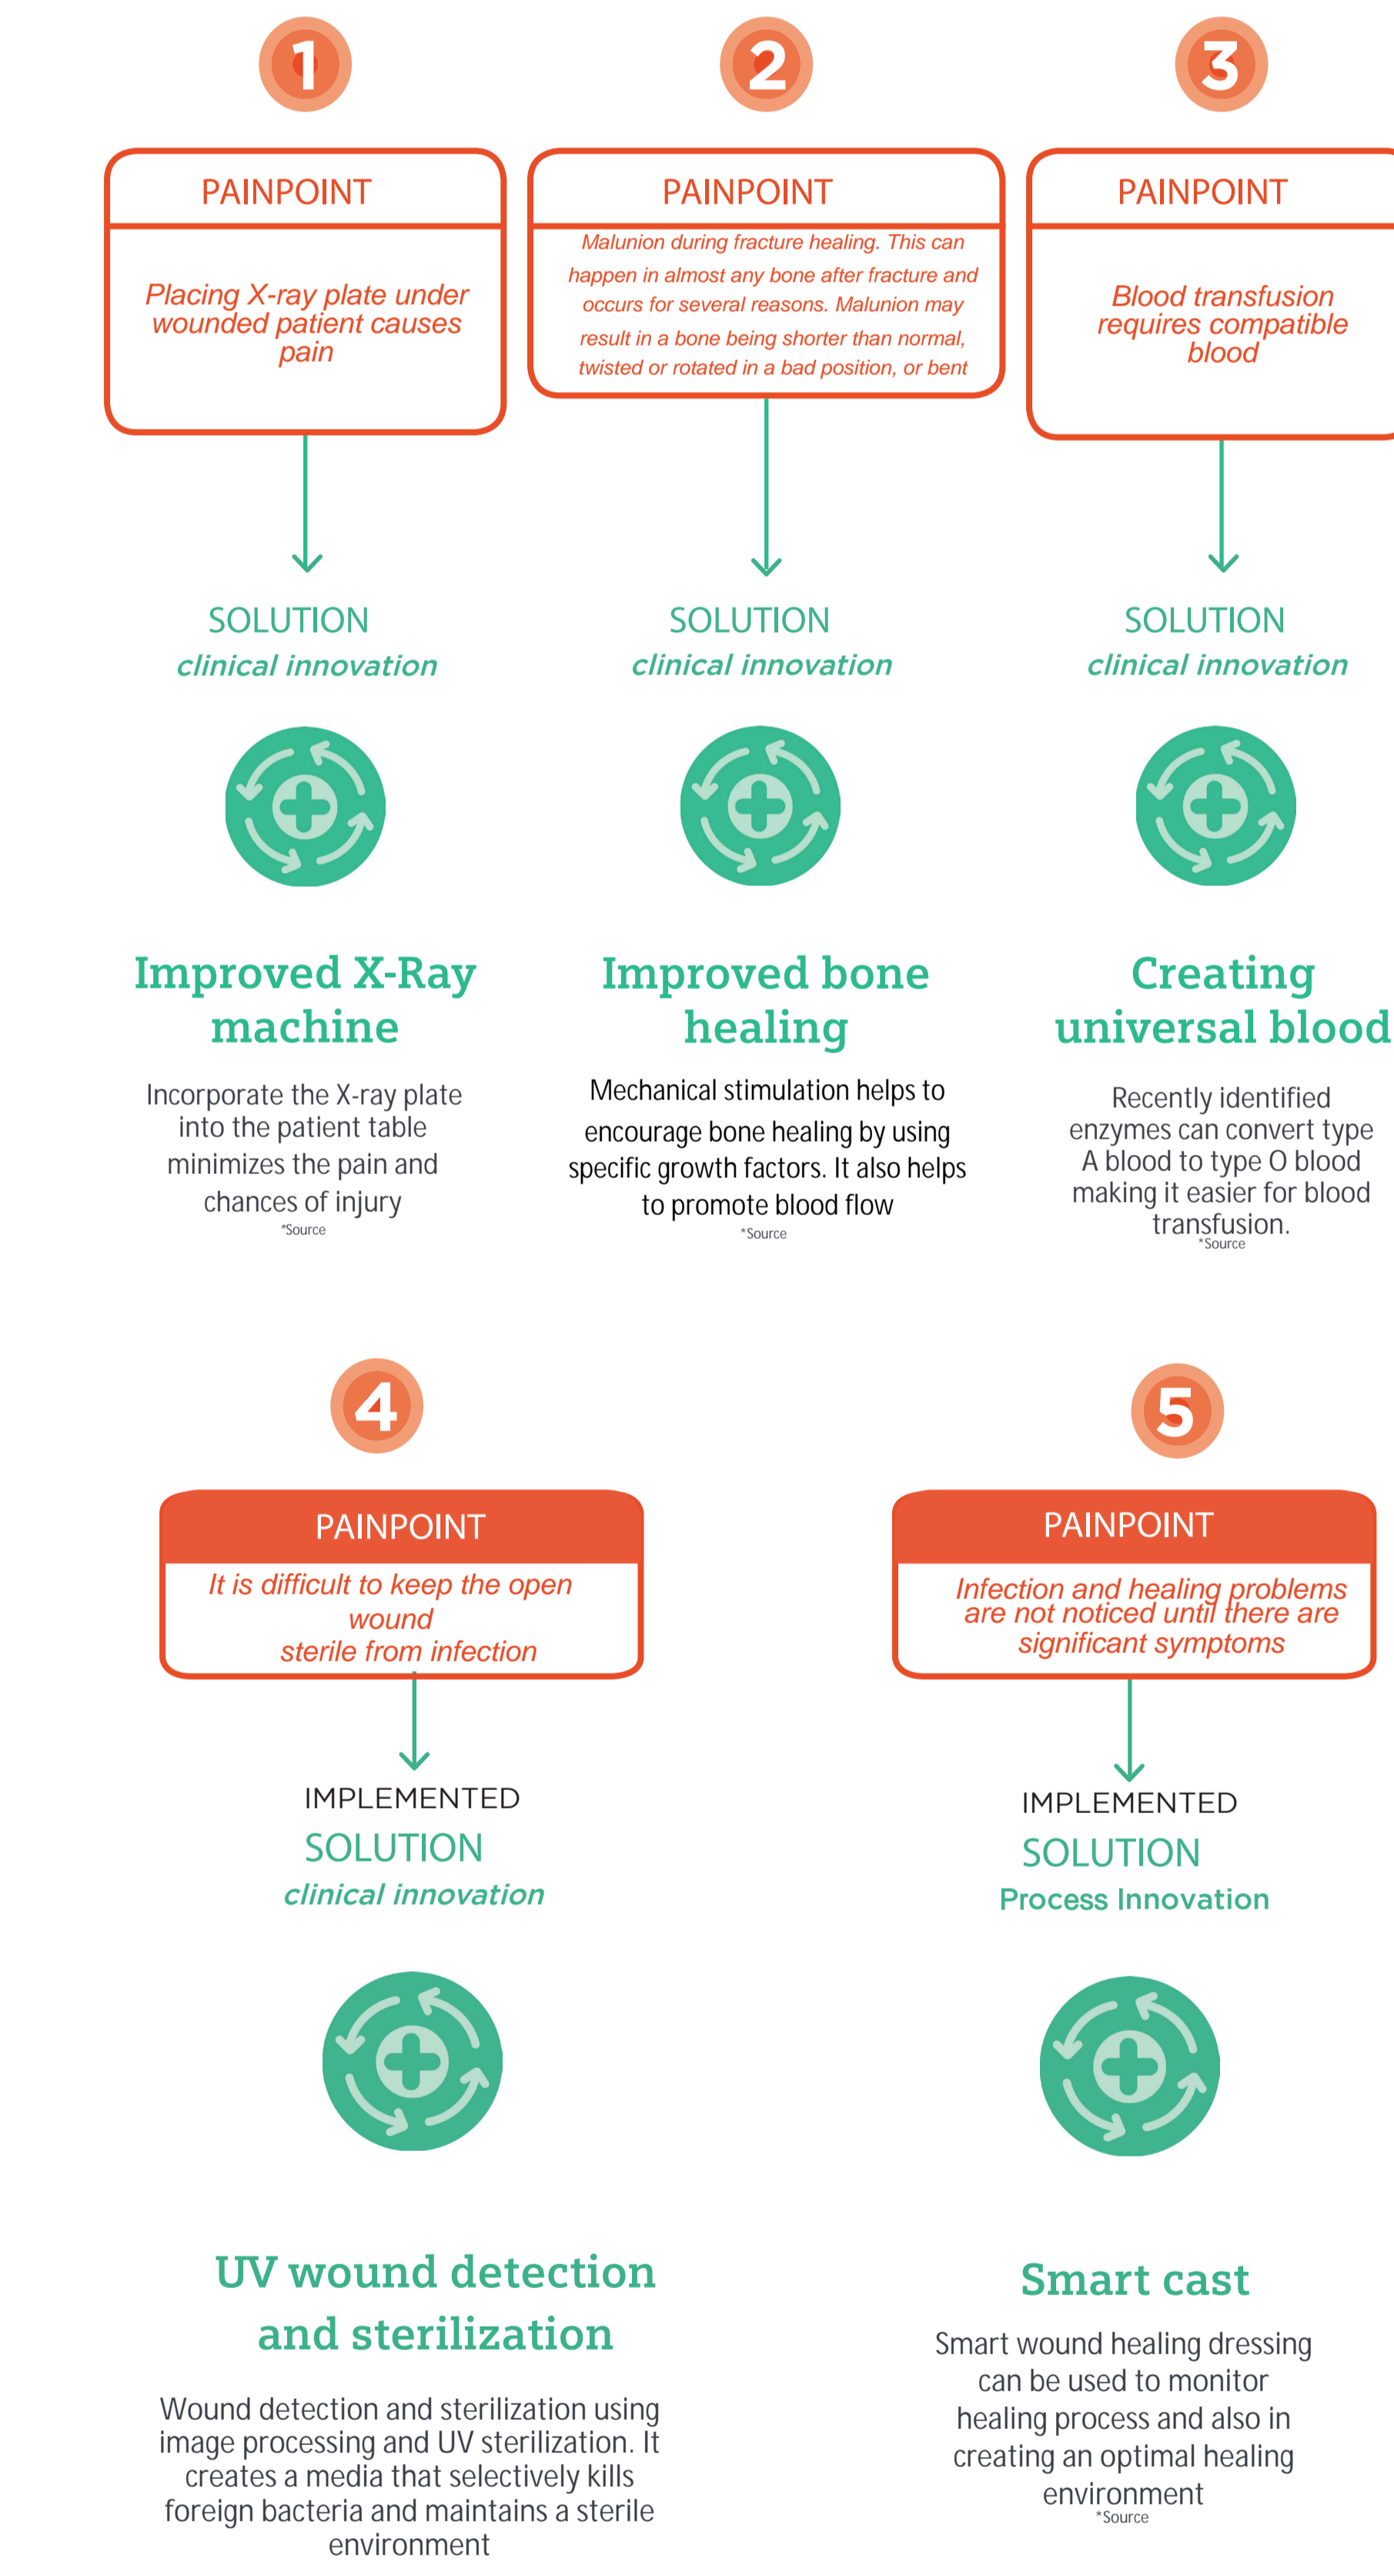 1
PAINPOINT
Placing X-ray plate under
wounded patient causes
pain
SOLUTION
clinical innovation
Improved X-Ray
machine
Incorporate the X-ray plate
into the patient table
minimizes the pain and
chances of injury
*Source
2
PAINPOINT
Malunion during fracture healing. This can
happen in almost any bone after fracture and
occurs for several reasons. Malunion may
result in a bone being shorter than normal,
twisted or rotated in a bad position, or bent
SOLUTION
clinical innovation
Improved bone
healing
Mechanical stimulation helps to
encourage bone healing by using
specific growth factors. It also helps
to promote blood flow
*Source
3
PAINPOINT
Blood transfusion
requires compatible
blood
SOLUTION
clinical innovation
Creating
universal blood
Recently identified
enzymes can convert type
A blood to type O blood
making it easier for blood
transfusion.
*Source
4
PAINPOINT
It is difficult to keep the open
wound
sterile from infection
IMPLEMENTED
SOLUTION
clinical innovation
UV wound detection
and sterilization
Wound detection and sterilization using
image processing and UV sterilization. It
creates a media that selectively kills
foreign bacteria and maintains a sterile
environment
5
PAINPOINT
Infection and healing problems
are not noticed until there are
significant symptoms
IMPLEMENTED
SOLUTION
Process Innovation
Smart cast
Smart wound healing dressing
can be used to monitor
healing process and also in
creating an optimal healing
environment
*Source